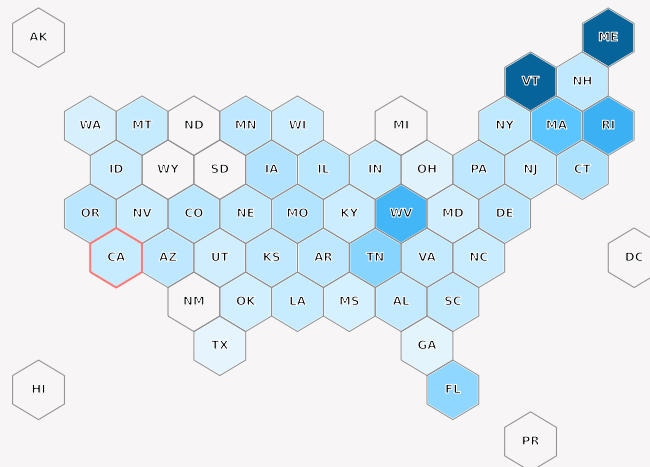 AK
ME
VT NH
WA MT ND MN WI MI NY MA RI
ID WY SD IA IL IN OH PA NJ CT
OR NV CO NE MO KY WV MD DE
CA AZ UT KS AR TN VA NC DC
NM OK LA MS AL SC
TX GA
HI FL
PR